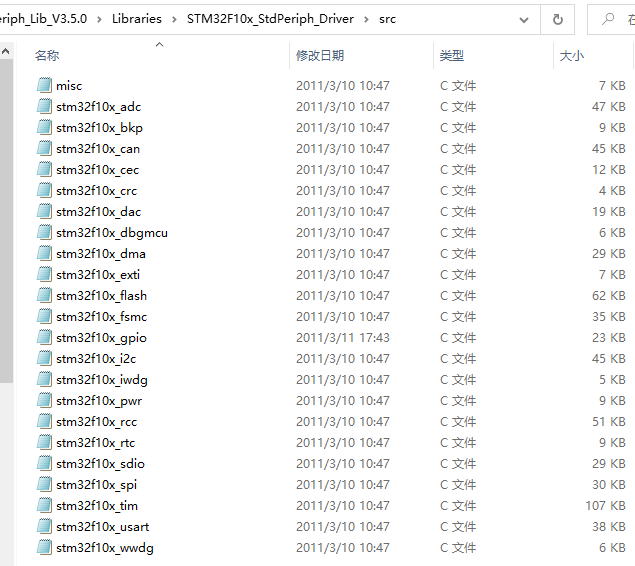 eriph_Lib_V3.5.0 › Libraries › STM32F10x_StdPeriph_Driver › src
名称 修改日期 类型 大小
misc 2011/3/10 10:47 C 文件 7 KB
stm32f10x_adc 2011/3/10 10:47 C 文件 47 KB
stm32f10x_bkp 2011/3/10 10:47 C 文件 9 KB
stm32f10x_can 2011/3/10 10:47 C 文件 45 KB
stm32f10x_cec 2011/3/10 10:47 C 文件 12 KB
stm32f10x_crc 2011/3/10 10:47 C 文件 4 KB
stm32f10x_dac 2011/3/10 10:47 C 文件 19 KB
stm32f10x_dbgmcu 2011/3/10 10:47 C 文件 6 KB
stm32f10x_dma 2011/3/10 10:47 C 文件 29 KB
stm32f10x_exti 2011/3/10 10:47 C 文件 7 KB
stm32f10x_flash 2011/3/10 10:47 C 文件 62 KB
stm32f10x_fsmc 2011/3/10 10:47 C 文件 35 KB
stm32f10x_gpio 2011/3/11 17:43 C 文件 23 KB
stm32f10x_i2c 2011/3/10 10:47 C 文件 45 KB
stm32f10x_iwdg 2011/3/10 10:47 C 文件 5 KB
stm32f10x_pwr 2011/3/10 10:47 C 文件 9 KB
stm32f10x_rcc 2011/3/10 10:47 C 文件 51 KB
stm32f10x_rtc 2011/3/10 10:47 C 文件 9 KB
stm32f10x_sdio 2011/3/10 10:47 C 文件 29 KB
stm32f10x_spi 2011/3/10 10:47 C 文件 30 KB
stm32f10x_tim 2011/3/10 10:47 C 文件 107 KB
stm32f10x_usart 2011/3/10 10:47 C 文件 38 KB
stm32f10x_wwdg 2011/3/10 10:47 C 文件 6 KB